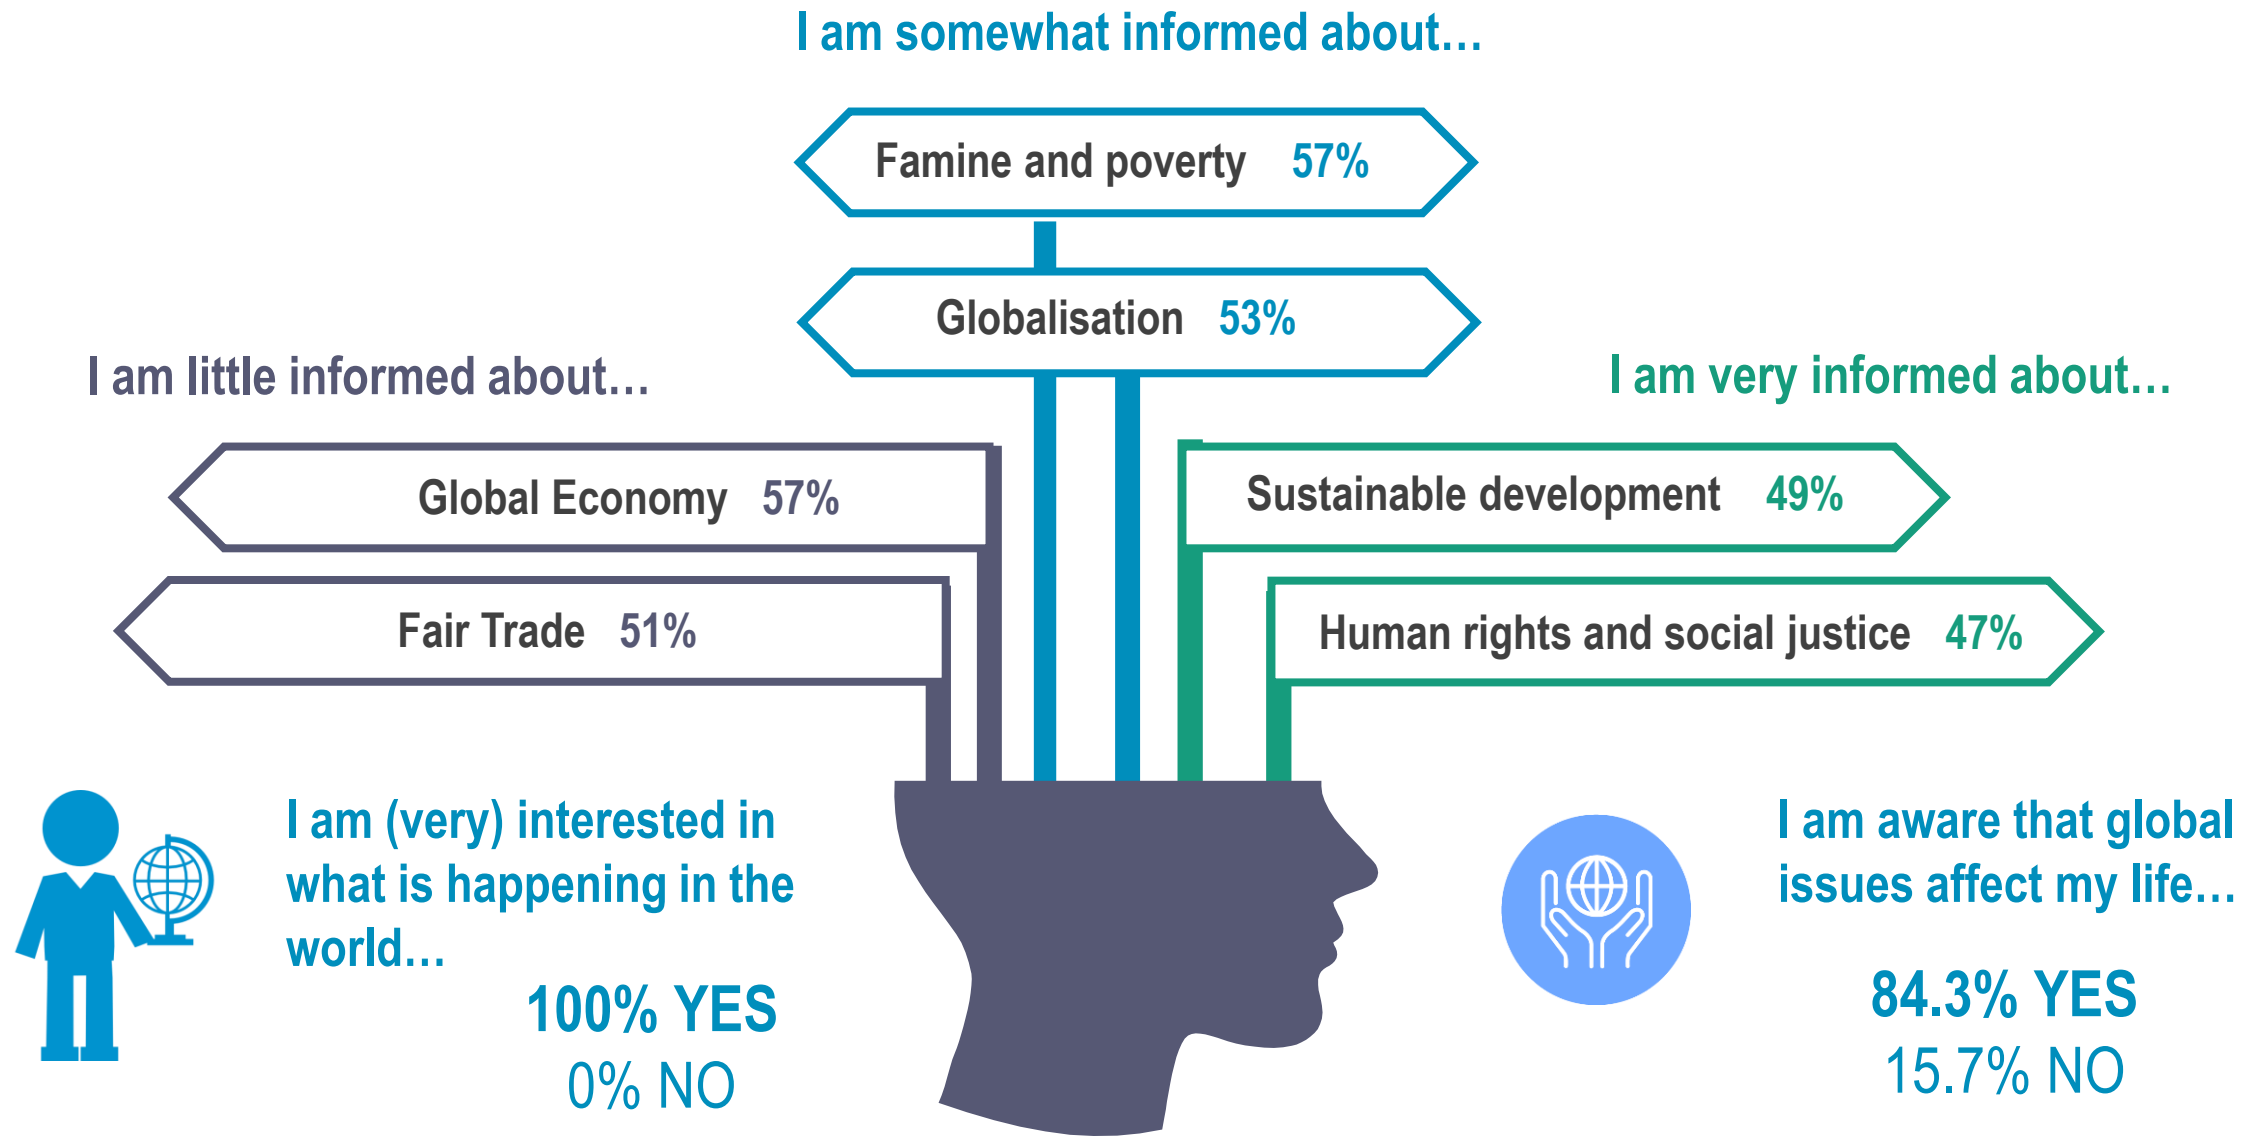 I am somewhat informed about…
Famine and poverty 57%
Globalisation 53%
I am little informed about…
Global Economy 57%
Fair Trade 51%
I am very informed about…
Sustainable development 49%
Human rights and social justice 47%
I am (very) interested in
what is happening in the
world…
100% YES
0% NO
I am aware that global
issues affect my life…
84.3% YES
15.7% NO